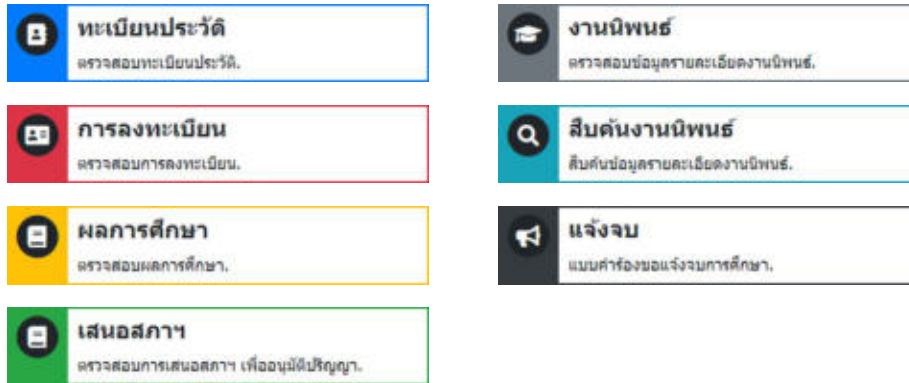 ทะเบียนประวัติ
ตรวจสอบทะเบียนประวัติ.
การลงทะเบียน
ตรวจสอบการลงทะเบียน.
ผลการศึกษา
ตรวจสอบผลการศึกษา.
เสนอสภาฯ
ตรวจสอบการเสนอสภาฯ เพื่ออนุมัติปริญญา.
งานนิพนธ์
ตรวจสอบข้อมูลรายละเอียดงานนิพนธ์.
สืบค้นงานนิพนธ์
สืบค้นข้อมูลรายละเอียดงานนิพนธ์.
แจ้งจบ
แบบคำร้องขอแจ้งจบการศึกษา.